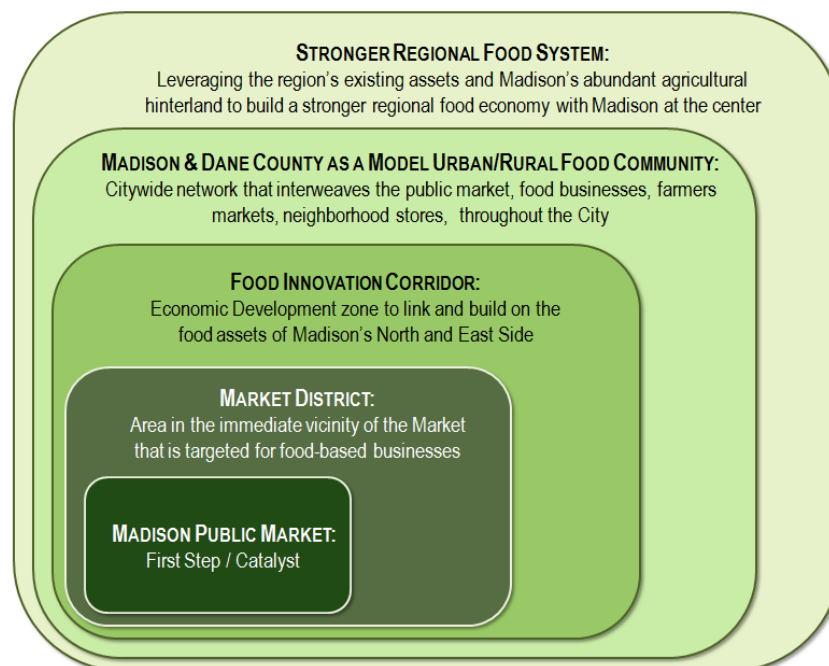 STRONGER REGIONAL FOOD SYSTEM:
Leveraging the region's existing assets and Madison's abundant agricultural
hinterland to build a stronger regional food economy with Madison at the center
MADISON & DANE COUNTY AS A MODEL URBAN/RURAL FOOD COMMUNITY:
Citywide network that interweaves the public market, food businesses, farmers
markets, neighborhood stores, throughout the City
FOOD INNOVATION CORRIDOR:
Economic Development zone to link and build on the
food assets of Madison's North and East Side
MARKET DISTRICT:
Area in the immediate vicinity of the Market
that is targeted for food-based businesses
MADISON PUBLIC MARKET:
First Step / Catalyst